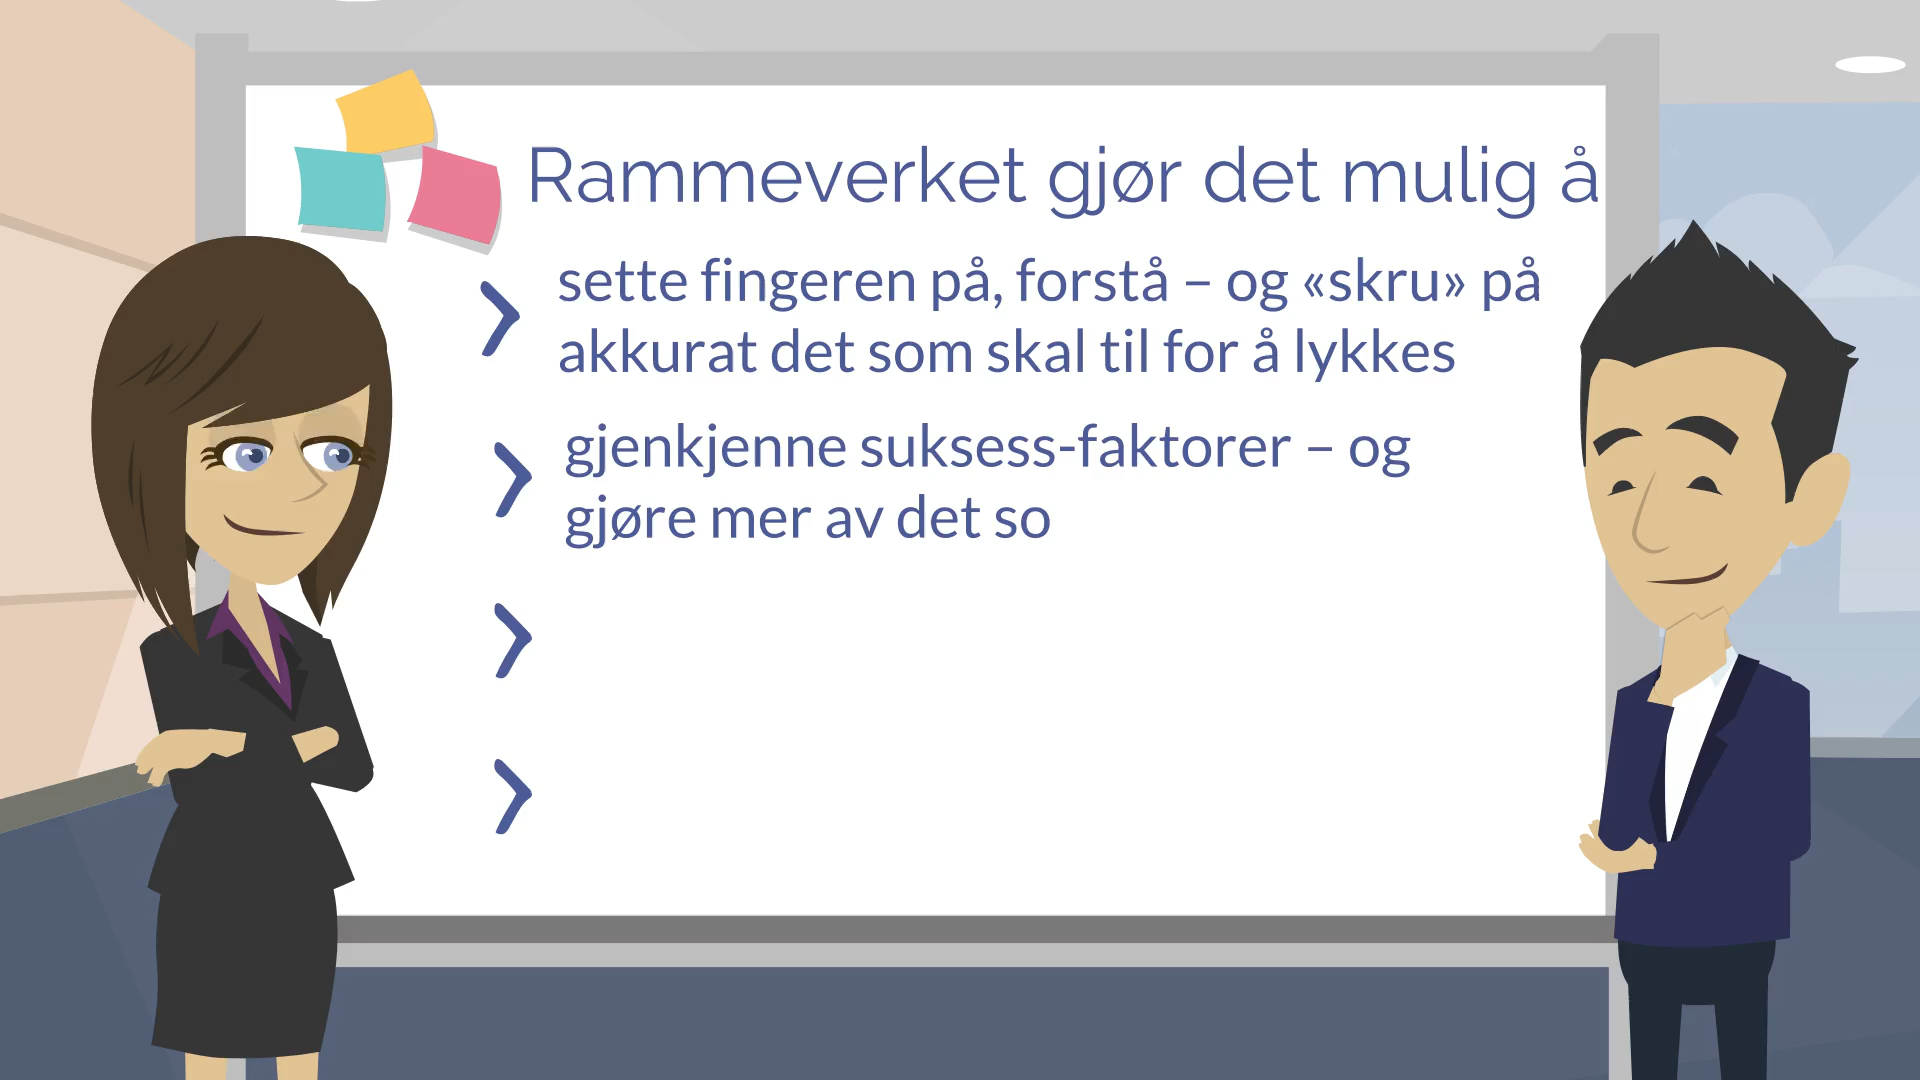 Rammeverket gjør det mulig å
sette fingeren på, forstå – og «skru» på
akkurat det som skal til for å lykkes
gjenkjenne suksess-faktorer – og
gjøre mer av det so